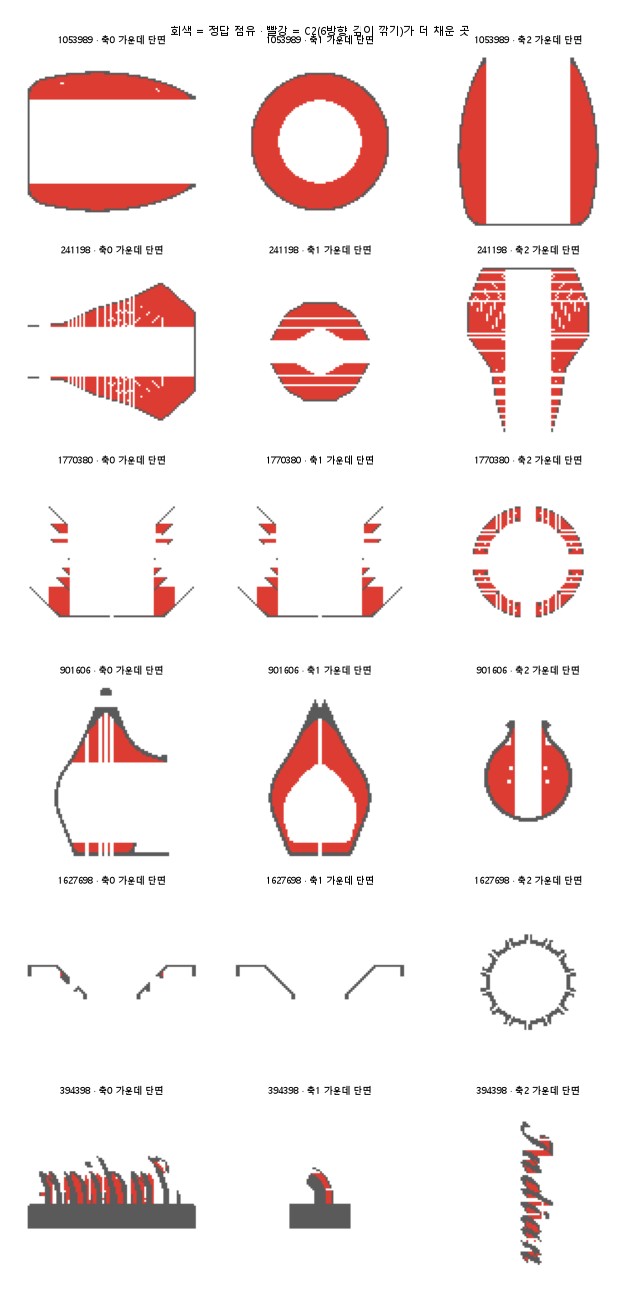 회색 = 정답 점유 · 빨강 = C2(6방향 깊이 깎기)가 더 채운 곳
1053989 · 축0 가운데 단면
1053989 · 축1 가운데 단면
1053989 · 축2 가운데 단면
241198 · 축0 가운데 단면
241198 · 축1 가운데 단면
241198 · 축2 가운데 단면
1770380 · 축0 가운데 단면
1770380 · 축1 가운데 단면
1770380 · 축2 가운데 단면
901606 · 축0 가운데 단면
901606 · 축1 가운데 단면
901606 · 축2 가운데 단면
1627698 · 축0 가운데 단면
1627698 · 축1 가운데 단면
1627698 · 축2 가운데 단면
394398 · 축0 가운데 단면
394398 · 축1 가운데 단면
394398 · 축2 가운데 단면